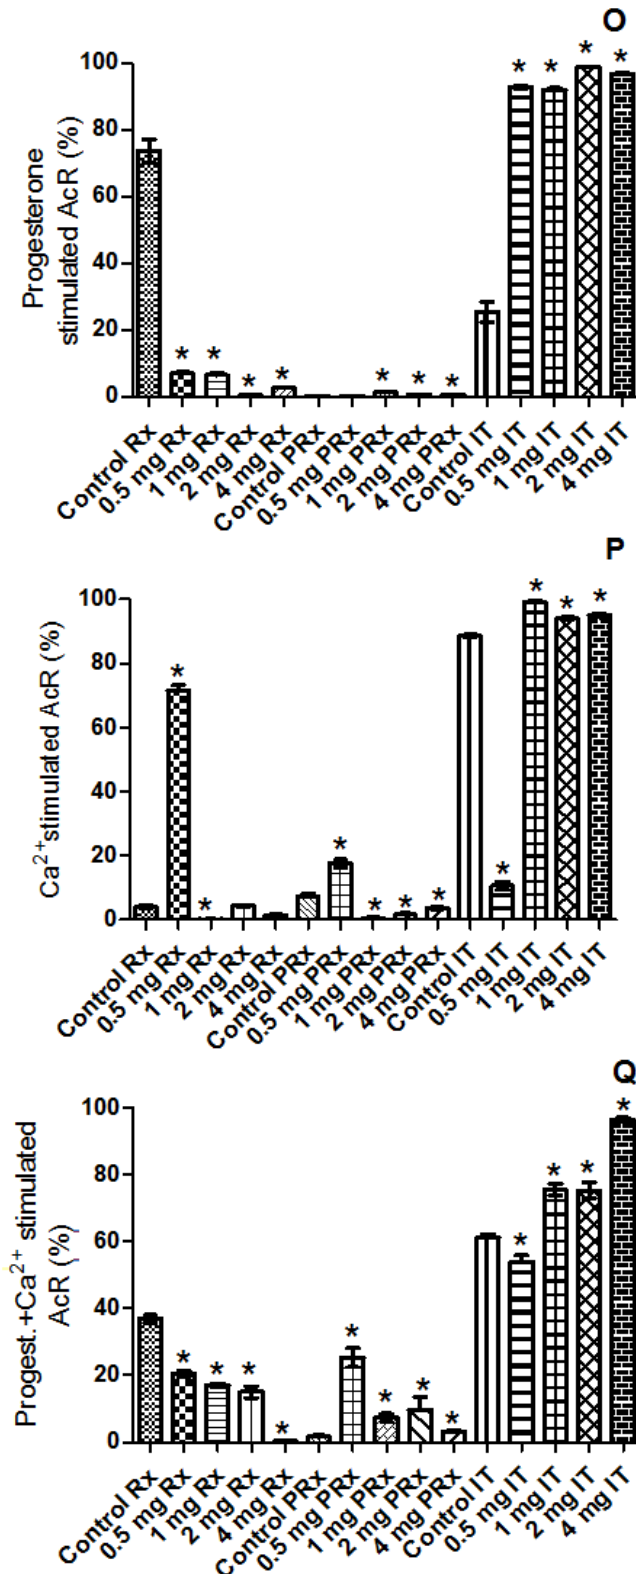 O
Progesterone
stimulated AcR (%)
100
80
60
40
20
0
* * * * * * * * * * *
Control Rx
0.5 mg Rx
1 mg Rx
2 mg Rx
4 mg Rx
Control PRx
0.5 mg PRx
1 mg PRx
2 mg PRx
4 mg PRx
Control IT
0.5 mg IT
1 mg IT
2 mg IT
4 mg IT
P
Ca²⁺stimulated AcR (%)
100
80
60
40
20
0
* * * * * * * * * *
Control Rx
0.5 mg Rx
1 mg Rx
2 mg Rx
4 mg Rx
Control PRx
0.5 mg PRx
1 mg PRx
2 mg PRx
4 mg PRx
Control IT
0.5 mg IT
1 mg IT
2 mg IT
4 mg IT
Q
Progest.+Ca²⁺ stimulated
AcR (%)
100
80
60
40
20
0
* * * * * * * * * * * *
Control Rx
0.5 mg Rx
1 mg Rx
2 mg Rx
4 mg Rx
Control PRx
0.5 mg PRx
1 mg PRx
2 mg PRx
4 mg PRx
Control IT
0.5 mg IT
1 mg IT
2 mg IT
4 mg IT